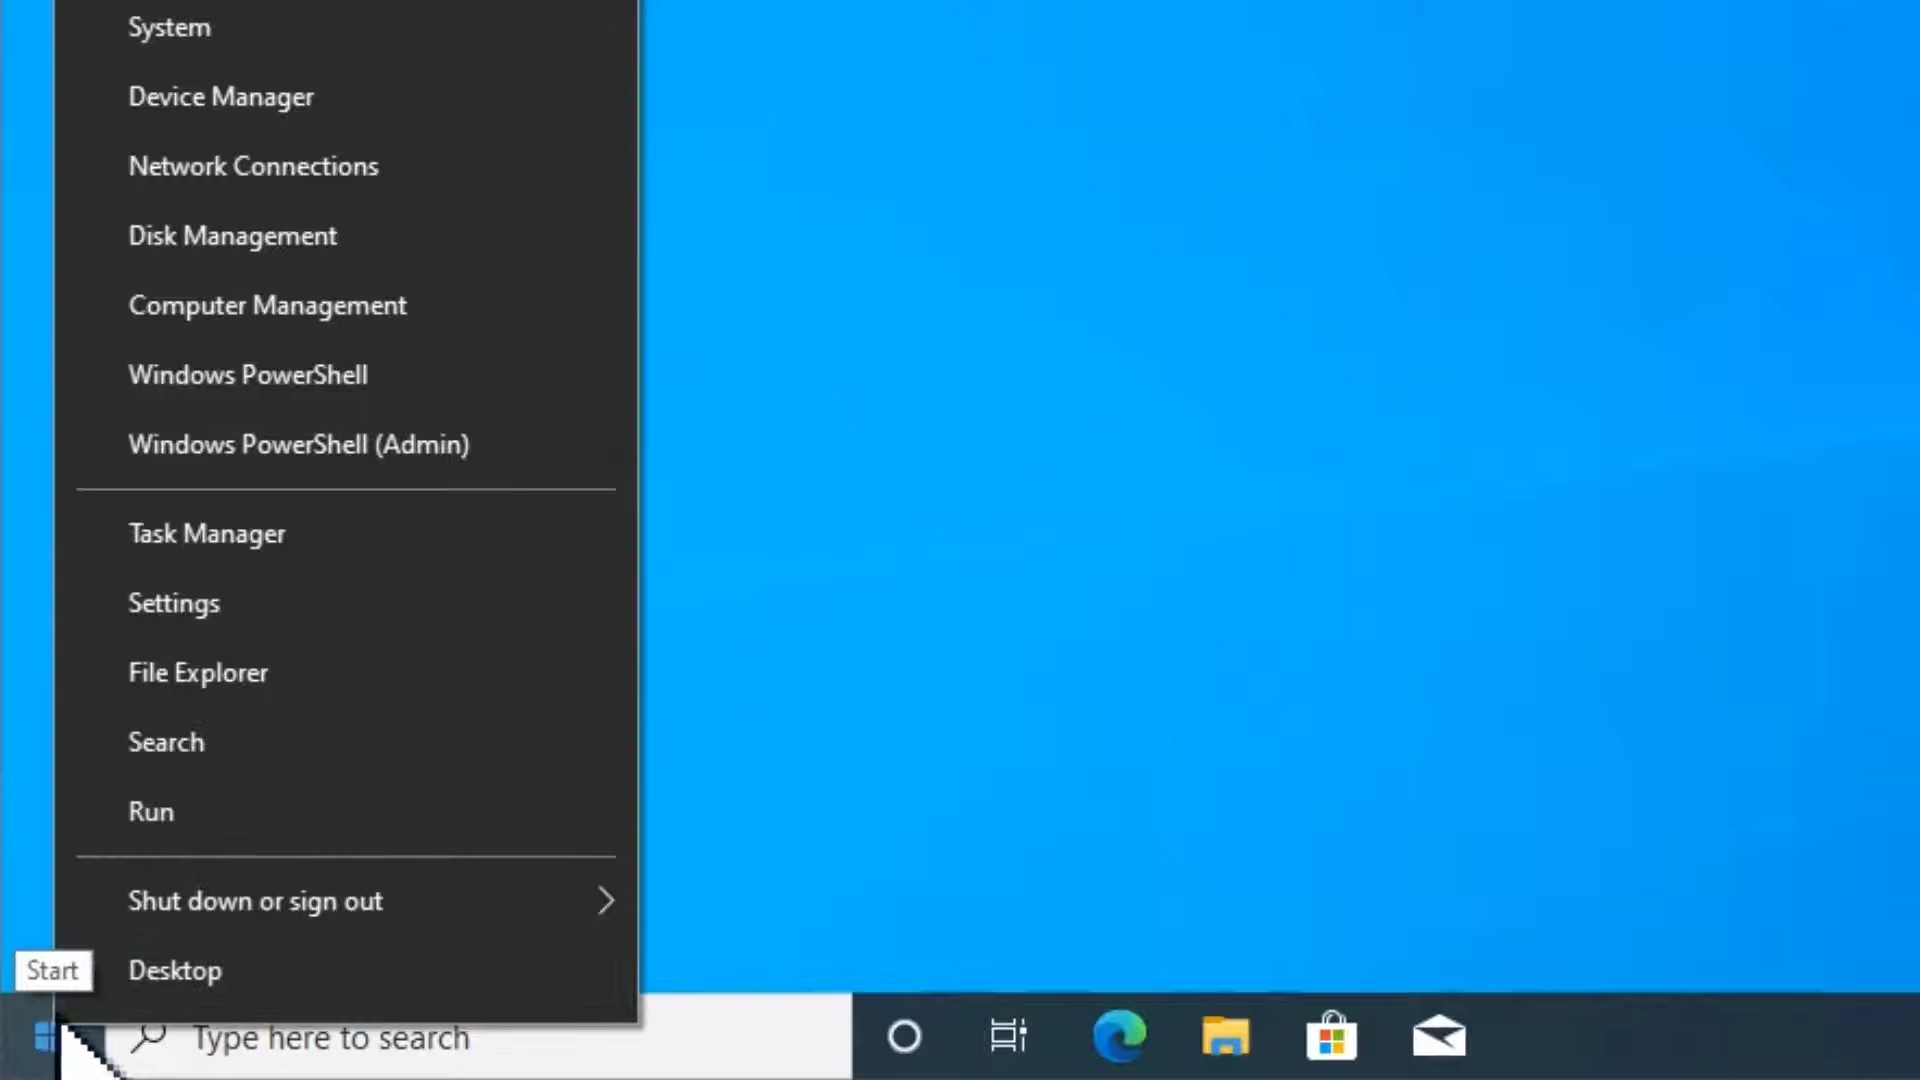 System
Device Manager
Network Connections
Disk Management
Computer Management
Windows PowerShell
Windows PowerShell (Admin)
Task Manager
Settings
File Explorer
Search
Run
Shut down or sign out
Start
Desktop
Type here to search